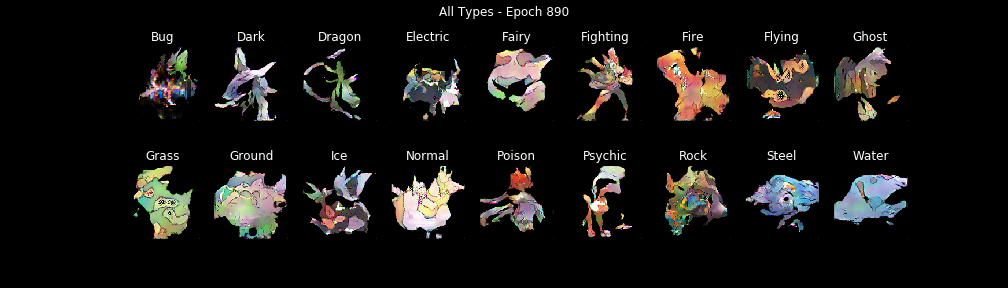 All Types - Epoch 890
Bug Dark Dragon Electric Fairy Fighting Fire Flying Ghost
Grass Ground Ice Normal Poison Psychic Rock Steel Water